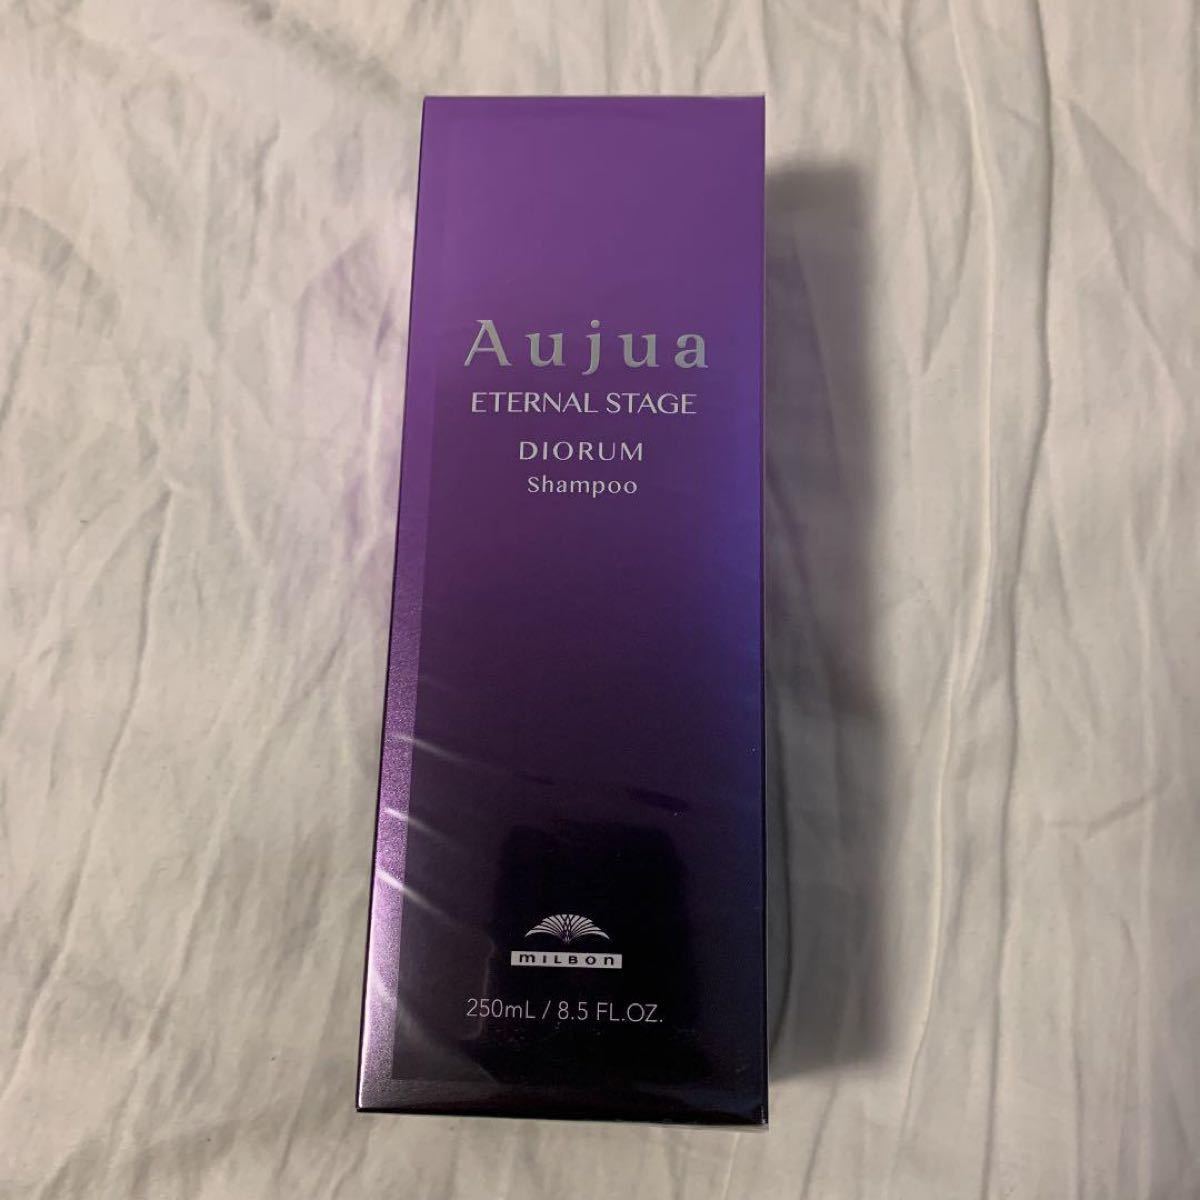 Aujua
ETERNAL STAGE
DIORUM
Shampoo
MILBON
250mL / 8.5 FL.OZ.